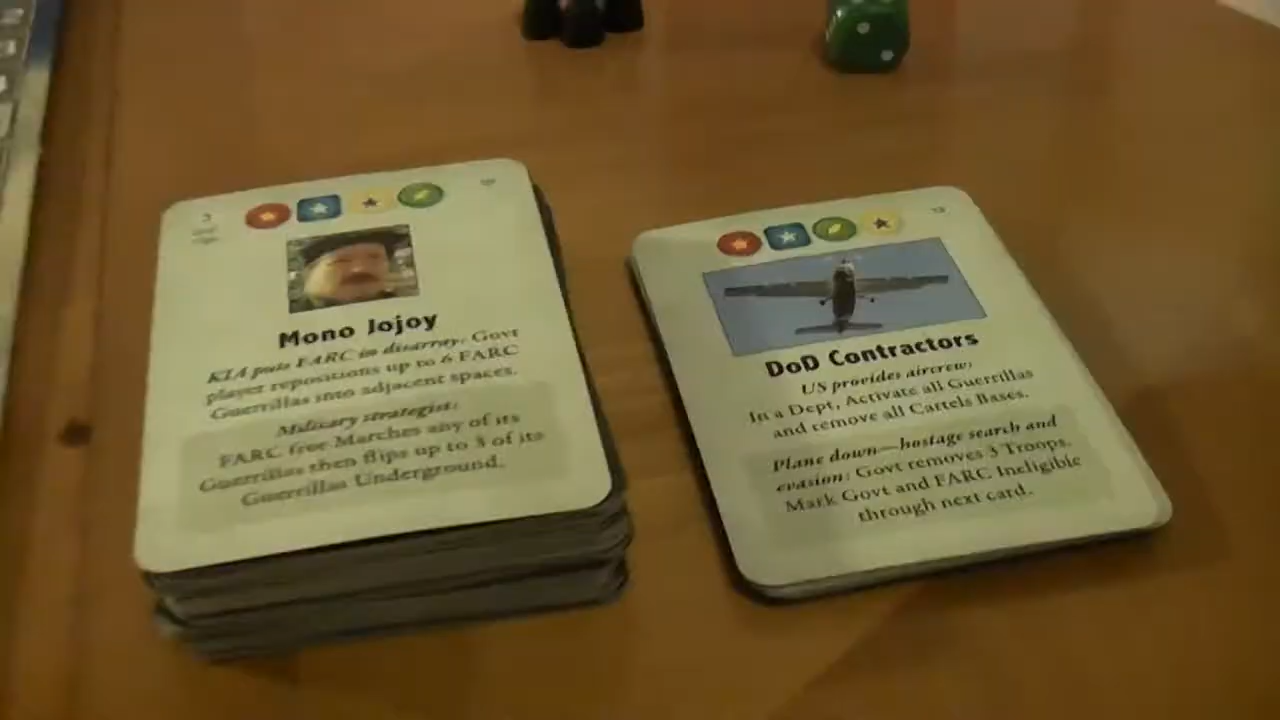 Mono Jojoy
KIA puts FARC in disarray: Govt
player repositions up to 6 FARC
Guerrillas into adjacent spaces.
Military strategist:
FARC free Marches any of its
Guerrillas then flips up to 3 of its
Guerrillas Underground.
DoD Contractors
US provides aircrew:
In a Dept, Activate all Guerrillas
and remove all Cartels Bases.
Plane down—hostage search and
evasion: Govt removes 3 Troops.
Mark Govt and FARC Ineligible
through next card.